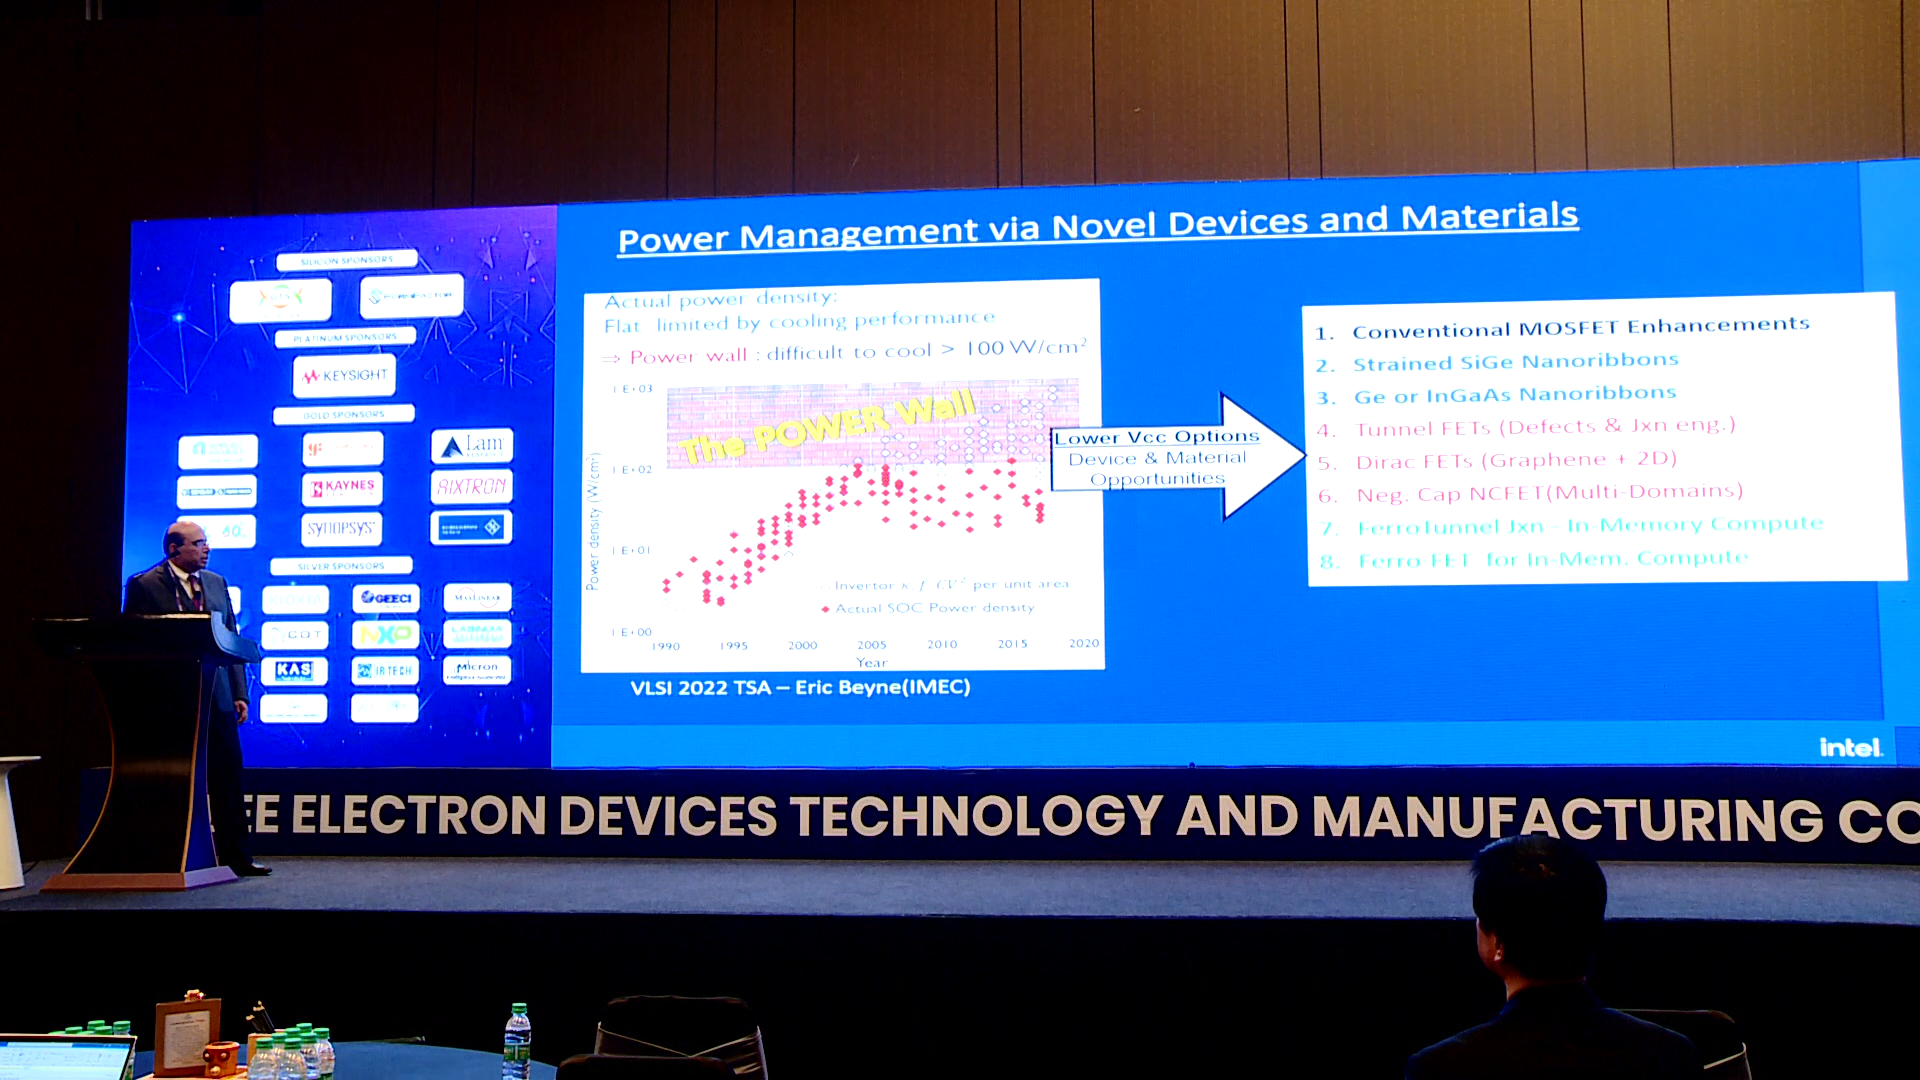 Power Management via Novel Devices and Materials
SILICON SPONSORS
PLATINUM SPONSORS
KEYSIGHT
GOLD SPONSORS
Lam
KAYNES
AIXTRON
SYNOPSYS
SILVER SPONSORS
GEECI
MAXLINEAR
NXP
KAS
IR TECH
Micron
Actual power density:
Flat limited by cooling performance
⇒ Power wall : difficult to cool > 100 W/cm²
The POWER Wall
1 E+03
1 E+02
1 E+01
1 E+00
Power density (W/cm²)
Invertor κ f CV² per unit area
Actual SOC Power density
1990 1995 2000 2005 2010 2015 2020
Year
VLSI 2022 TSA – Eric Beyne(IMEC)
Lower Vcc Options
Device & Material
Opportunities
1. Conventional MOSFET Enhancements
2. Strained SiGe Nanoribbons
3. Ge or InGaAs Nanoribbons
4. Tunnel FETs (Defects & Jxn eng.)
5. Dirac FETs (Graphene + 2D)
6. Neg. Cap NCFET(Multi-Domains)
7. FerroTunnel Jxn - In-Memory Compute
8. Ferro FET for In-Mem. Compute
intel.
EE ELECTRON DEVICES TECHNOLOGY AND MANUFACTURING CO